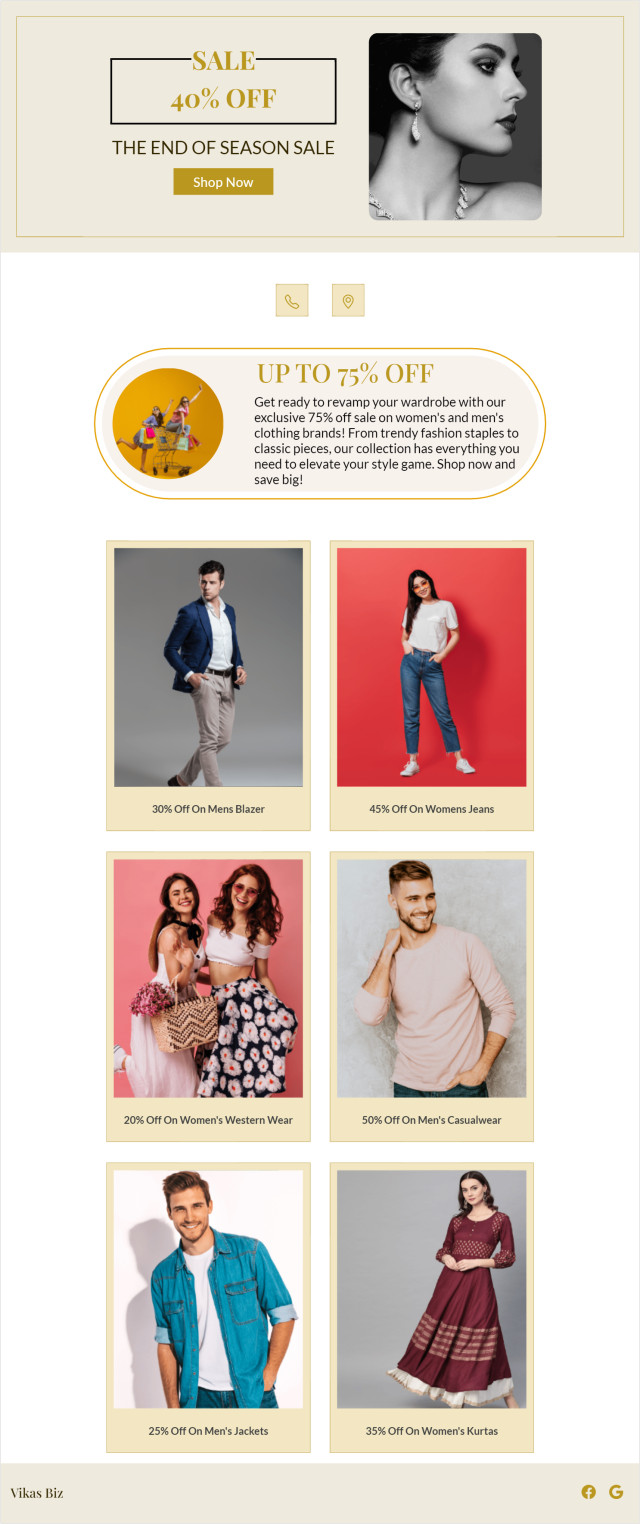 SALE
40% OFF
THE END OF SEASON SALE
Shop Now
UP TO 75% OFF
Get ready to revamp your wardrobe with our
exclusive 75% off sale on women's and men's
clothing brands! From trendy fashion staples to
classic pieces, our collection has everything you
need to elevate your style game. Shop now and
save big!
30% Off On Mens Blazer
45% Off On Womens Jeans
20% Off On Women's Western Wear
50% Off On Men's Casualwear
25% Off On Men's Jackets
35% Off On Women's Kurtas
Vikas Biz